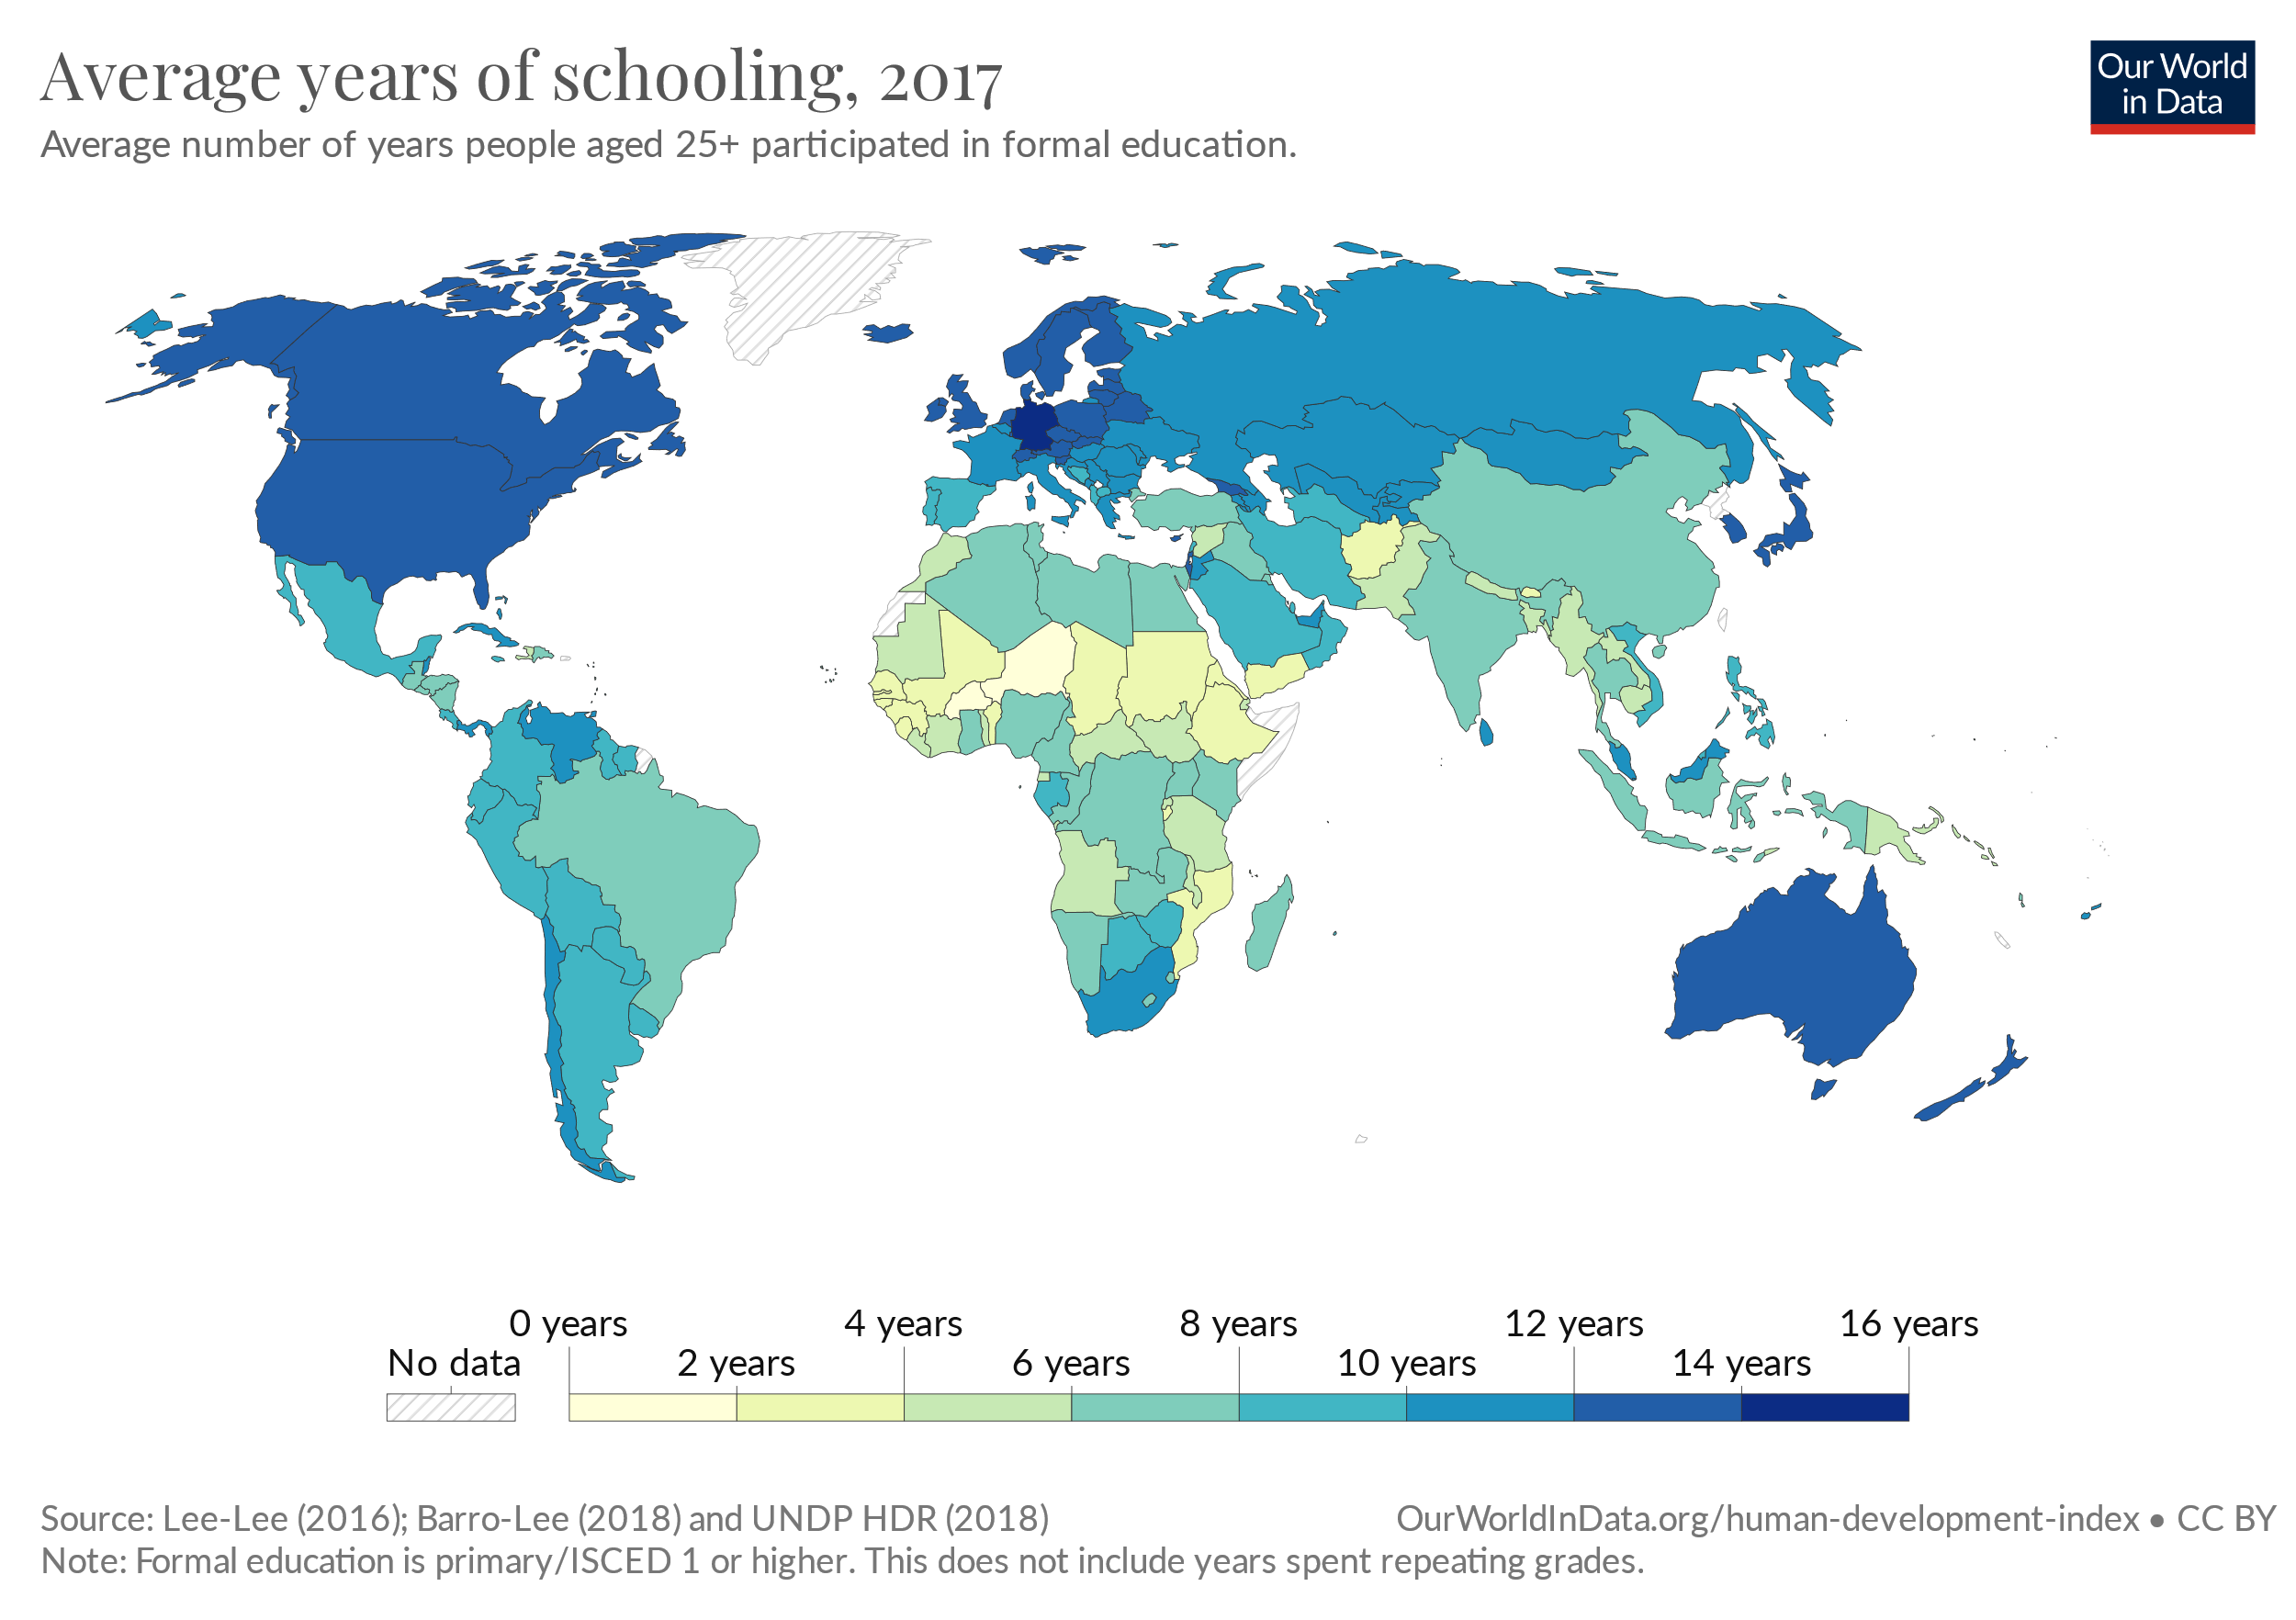 Average years of schooling, 2017
Average number of years people aged 25+ participated in formal education.
Our World
in Data
0 years
4 years
8 years
12 years
16 years
No data
2 years
6 years
10 years
14 years
Source: Lee-Lee (2016); Barro-Lee (2018) and UNDP HDR (2018)
OurWorldInData.org/human-development-index • CC BY
Note: Formal education is primary/ISCED 1 or higher. This does not include years spent repeating grades.